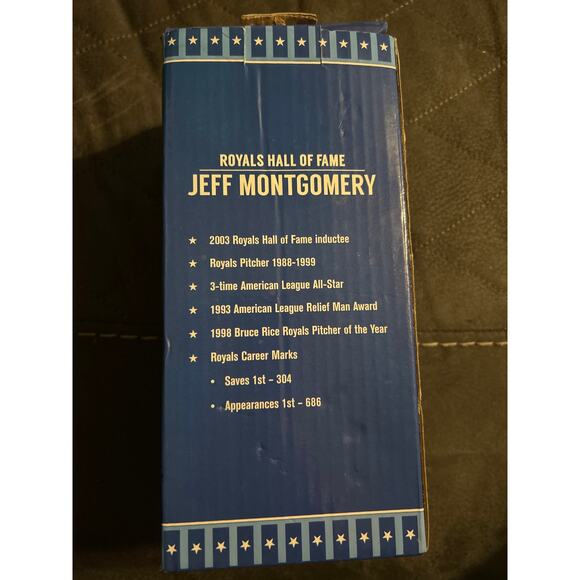 ROYALS HALL OF FAME
JEFF MONTGOMERY
★ 2003 Royals Hall of Fame inductee
★ Royals Pitcher 1988-1999
★ 3-time American League All-Star
★ 1993 American League Relief Man Award
★ 1998 Bruce Rice Royals Pitcher of the Year
★ Royals Career Marks
• Saves 1st – 304
• Appearances 1st – 686